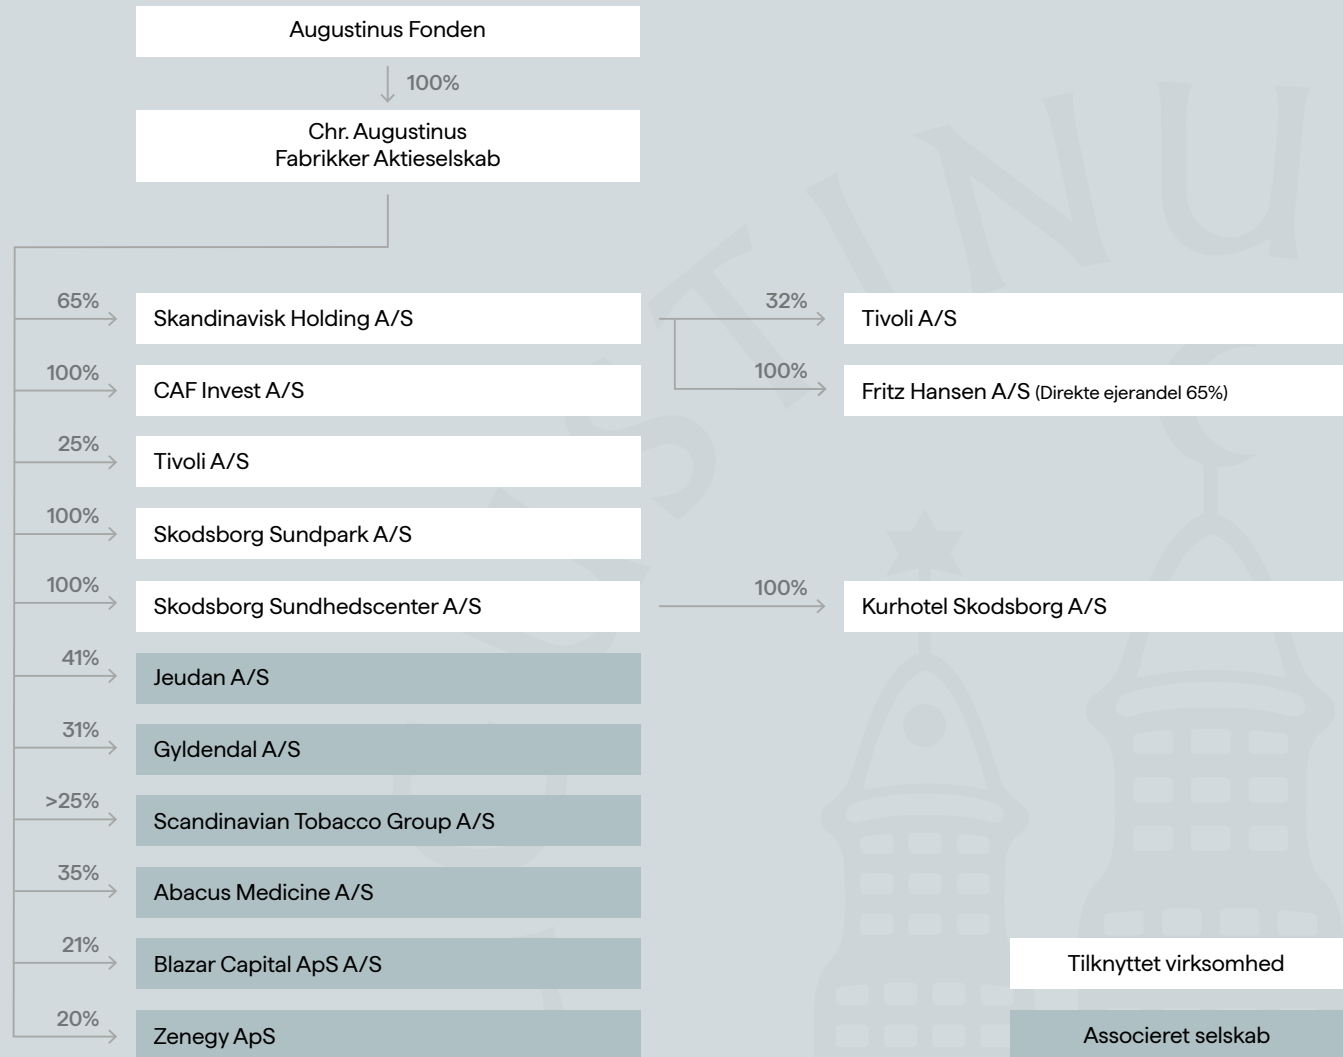 Augustinus Fonden
100%
Chr. Augustinus
Fabrikker Aktieselskab
65%
Skandinavisk Holding A/S
32%
Tivoli A/S
100%
CAF Invest A/S
100%
Fritz Hansen A/S (Direkte ejerandel 65%)
25%
Tivoli A/S
100%
Skodsborg Sundpark A/S
100%
Skodsborg Sundhedscenter A/S
100%
Kurhotel Skodsborg A/S
41%
Jeudan A/S
31%
Gyldendal A/S
>25%
Scandinavian Tobacco Group A/S
35%
Abacus Medicine A/S
21%
Blazar Capital ApS A/S
20%
Zenegy ApS
Tilknyttet virksomhed
Associeret selskab